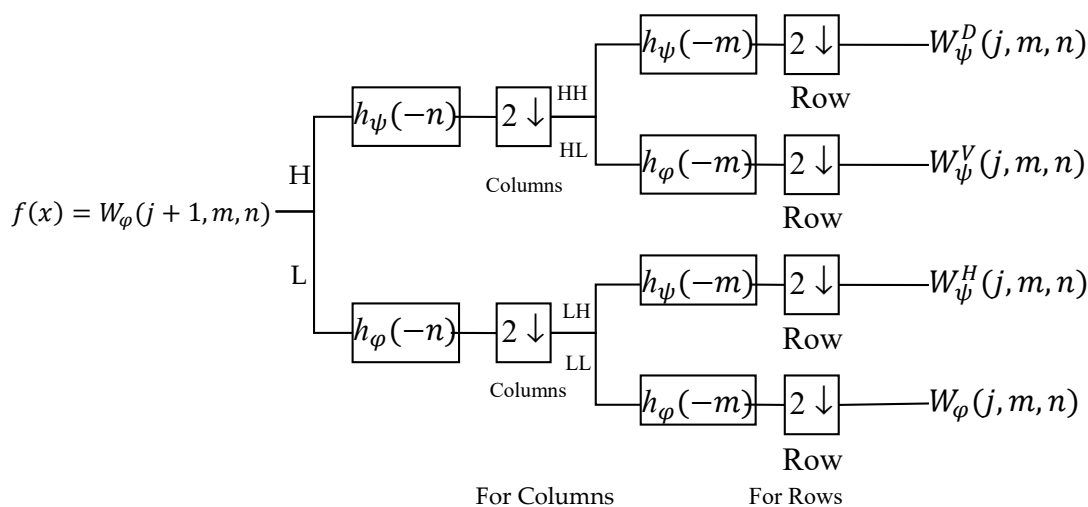 h_ψ(−m) 2 ↓ W_ψ^D(j, m, n)
Row
HH
h_ψ(−n) 2 ↓
HL
h_φ(−m) 2 ↓ W_ψ^V(j, m, n)
Columns
Row
H
f(x) = W_φ(j + 1, m, n)
L
h_ψ(−m) 2 ↓ W_ψ^H(j, m, n)
LH
Row
h_φ(−n) 2 ↓
LL
Columns
h_φ(−m) 2 ↓ W_φ(j, m, n)
Row
For Columns For Rows